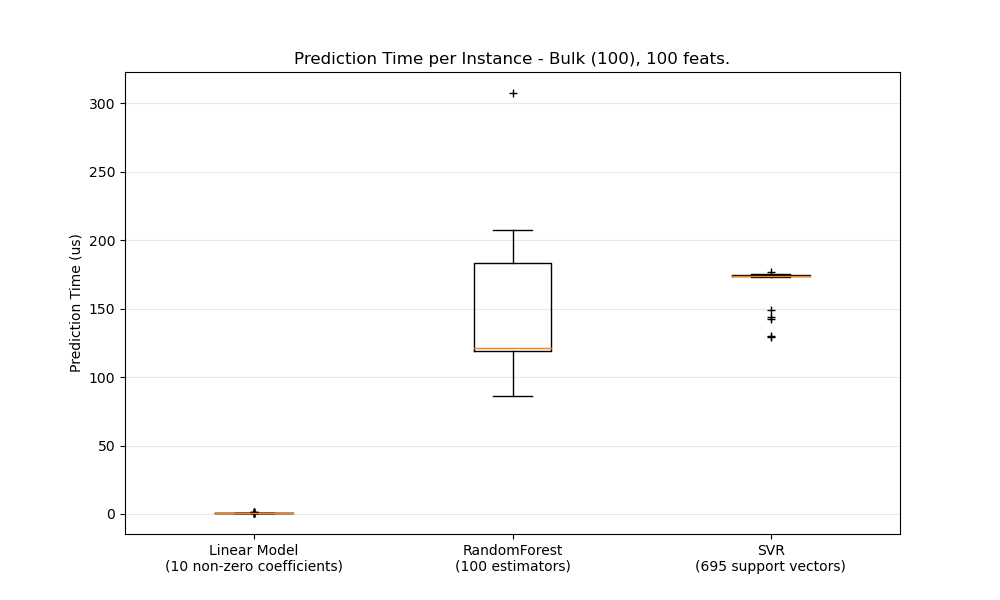 Prediction Time per Instance - Bulk (100), 100 feats.
Prediction Time (us)
300
250
200
150
100
50
0
Linear Model
(10 non-zero coefficients)
RandomForest
(100 estimators)
SVR
(695 support vectors)